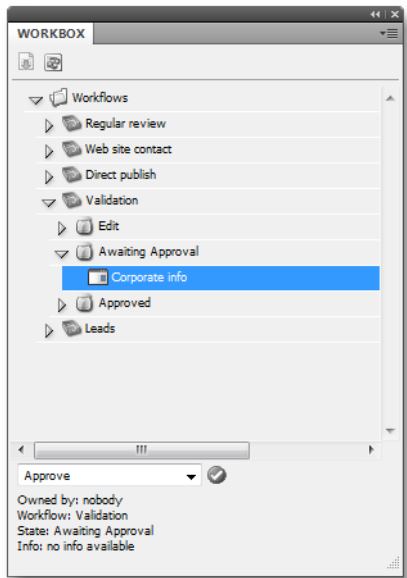 WORKBOX
Workflows
Regular review
Web site contact
Direct publish
Validation
Edit
Awaiting Approval
Corporate info
Approved
Leads
Approve
Owned by: nobody
Workflow: Validation
State: Awaiting Approval
Info: no info available